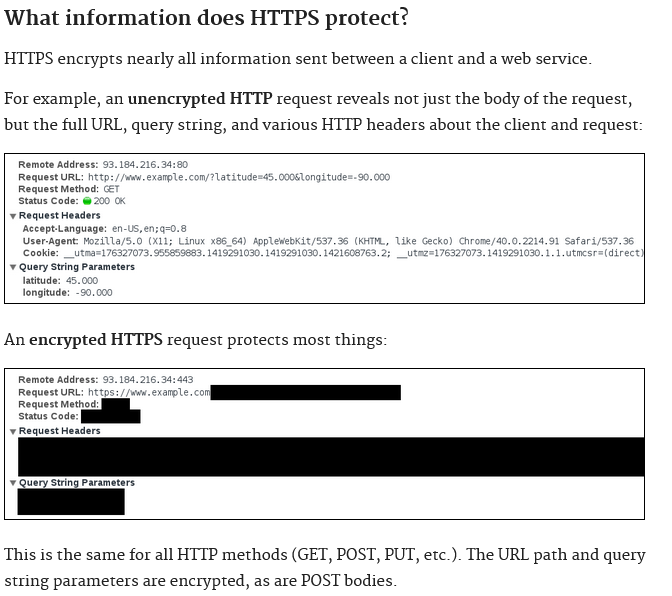 What information does HTTPS protect?
HTTPS encrypts nearly all information sent between a client and a web service.
For example, an unencrypted HTTP request reveals not just the body of the request,
but the full URL, query string, and various HTTP headers about the client and request:
Remote Address: 93.184.216.34:80
Request URL: http://www.example.com/?latitude=45.000&longitude=-90.000
Request Method: GET
Status Code: 200 OK
Request Headers
Accept-Language: en-US,en;q=0.8
User-Agent: Mozilla/5.0 (X11; Linux x86_64) AppleWebKit/537.36 (KHTML, like Gecko) Chrome/40.0.2214.91 Safari/537.36
Cookie: __utma=176327073.955859883.1419291030.1419291030.1421608763.2; __utmz=176327073.1419291030.1.1.utmcsr=(direct)
Query String Parameters
latitude: 45.000
longitude: -90.000
An encrypted HTTPS request protects most things:
Remote Address: 93.184.216.34:443
Request URL: https://www.example.com
Request Method:
Status Code:
Request Headers
Query String Parameters
This is the same for all HTTP methods (GET, POST, PUT, etc.). The URL path and query
string parameters are encrypted, as are POST bodies.